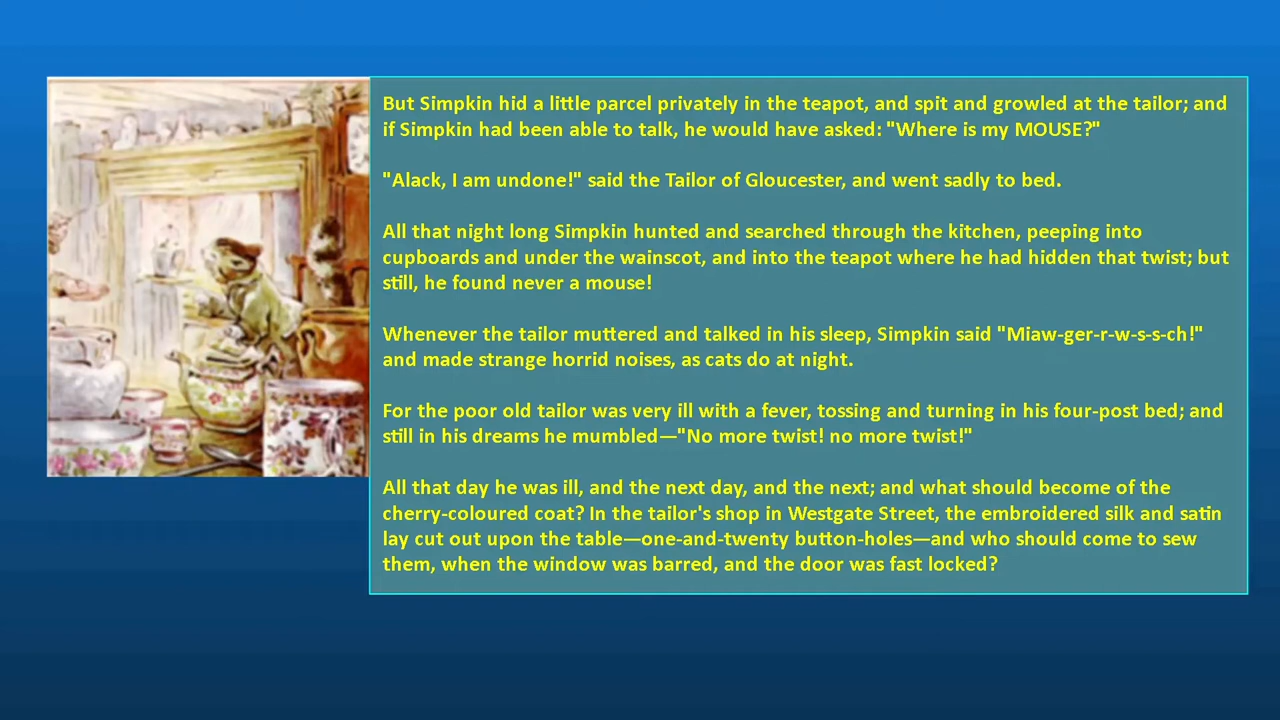 But Simpkin hid a little parcel privately in the teapot, and spit and growled at the tailor; and
if Simpkin had been able to talk, he would have asked: "Where is my MOUSE?"
"Alack, I am undone!" said the Tailor of Gloucester, and went sadly to bed.
All that night long Simpkin hunted and searched through the kitchen, peeping into
cupboards and under the wainscot, and into the teapot where he had hidden that twist; but
still, he found never a mouse!
Whenever the tailor muttered and talked in his sleep, Simpkin said "Miaw-ger-r-w-s-s-ch!"
and made strange horrid noises, as cats do at night.
For the poor old tailor was very ill with a fever, tossing and turning in his four-post bed; and
still in his dreams he mumbled—"No more twist! no more twist!"
All that day he was ill, and the next day, and the next; and what should become of the
cherry-coloured coat? In the tailor's shop in Westgate Street, the embroidered silk and satin
lay cut out upon the table—one-and-twenty button-holes—and who should come to sew
them, when the window was barred, and the door was fast locked?